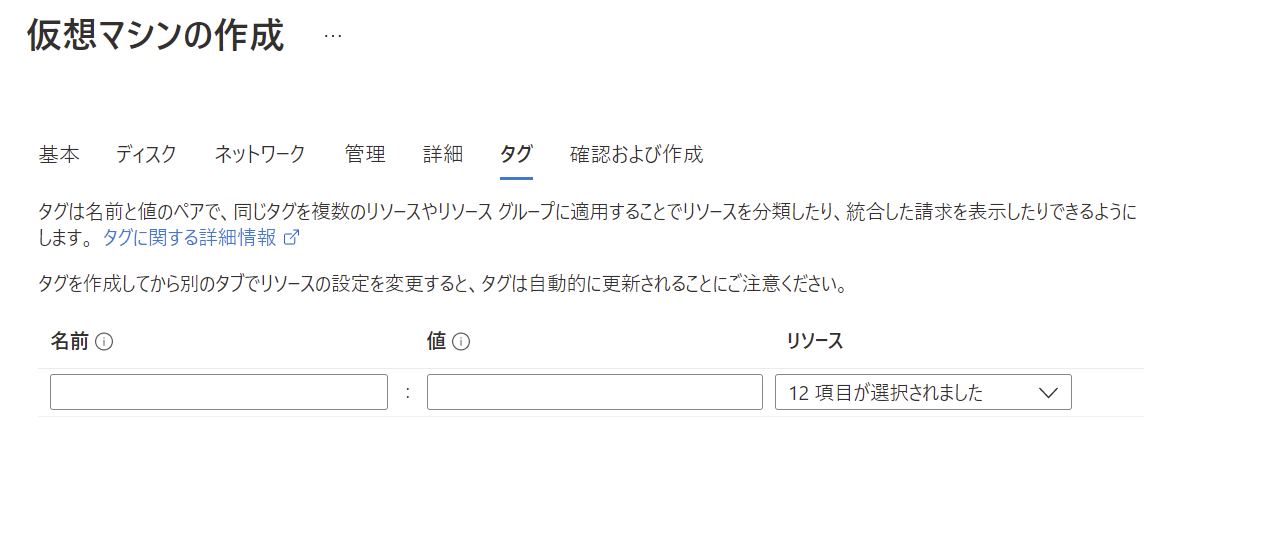 仮想マシンの作成 …
基本 ディスク ネットワーク 管理 詳細 タグ 確認および作成
タグは名前と値のペアで、同じタグを複数のリソースやリソース グループに適用することでリソースを分類したり、統合した請求を表示したりできるように
します。 タグに関する詳細情報
タグを作成してから別のタブでリソースの設定を変更すると、タグは自動的に更新されることにご注意ください。
名前 値 リソース
: 12 項目が選択されました